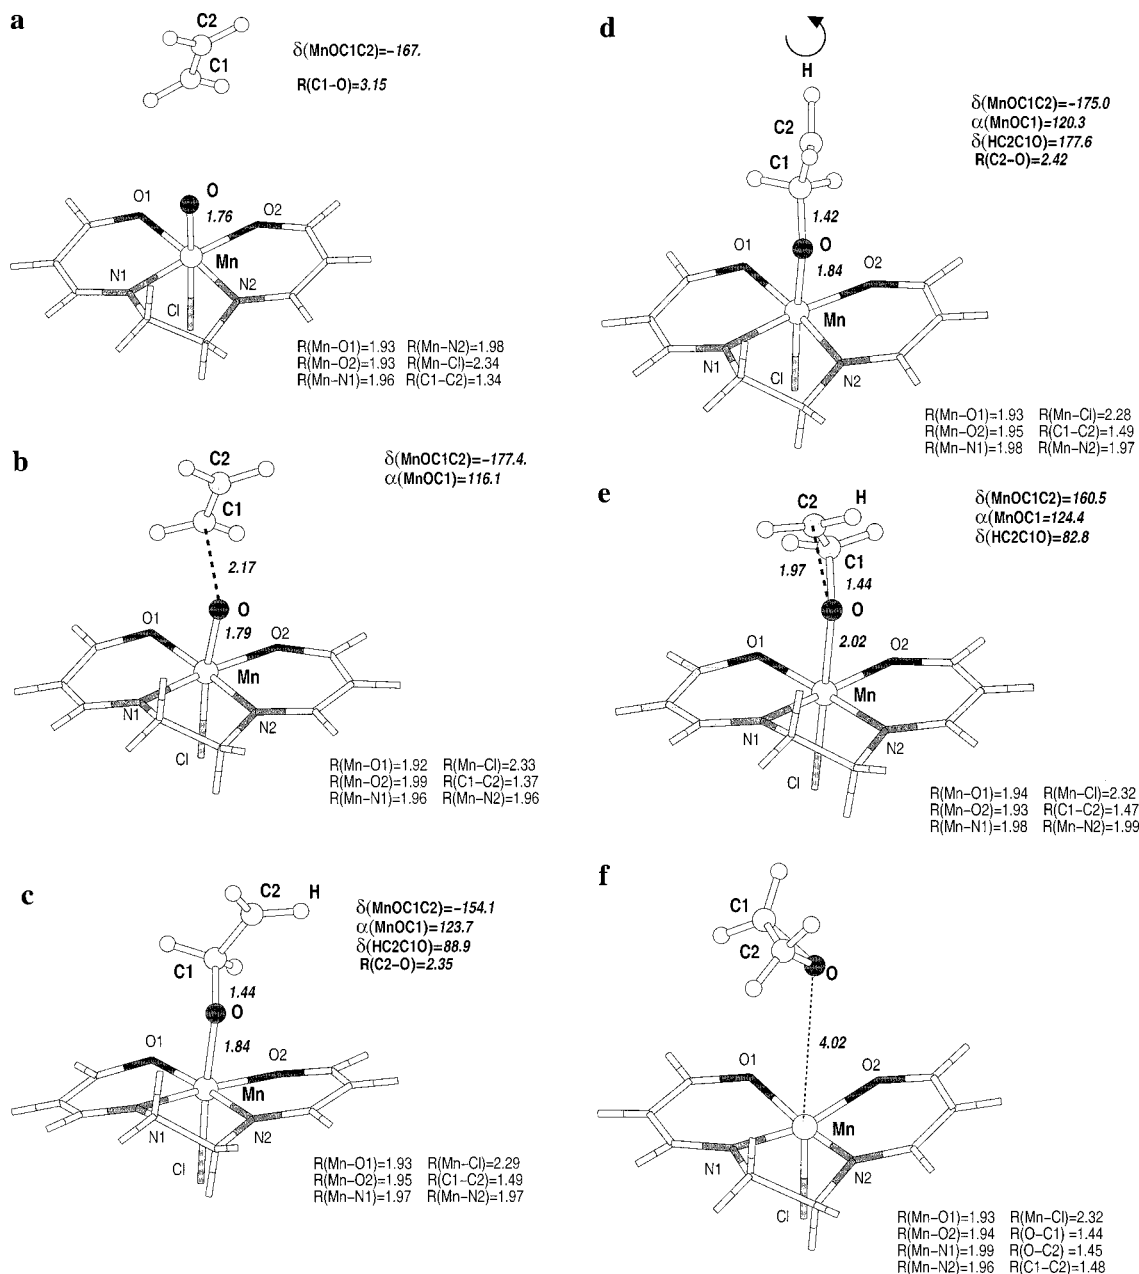 a
C2
C1
δ(MnOC1C2)=−167.
R(C1−O)=3.15
O
O1
1.76
O2
Mn
N1
N2
Cl
R(Mn−O1)=1.93 R(Mn−N2)=1.98
R(Mn−O2)=1.93 R(Mn−Cl)=2.34
R(Mn−N1)=1.96 R(C1−C2)=1.34
b
C2
C1
δ(MnOC1C2)=−177.4.
α(MnOC1)=116.1
2.17
O
O1
1.79
O2
Mn
N1
N2
Cl
R(Mn−O1)=1.92 R(Mn−Cl)=2.33
R(Mn−O2)=1.99 R(C1−C2)=1.37
R(Mn−N1)=1.96 R(Mn−N2)=1.96
c
C2 H
C1
δ(MnOC1C2)=−154.1
α(MnOC1)=123.7
δ(HC2C1O)=88.9
R(C2−O)=2.35
1.44
O
O1
1.84
O2
Mn
N1
N2
Cl
R(Mn−O1)=1.93 R(Mn−Cl)=2.29
R(Mn−O2)=1.95 R(C1−C2)=1.49
R(Mn−N1)=1.97 R(Mn−N2)=1.97
d
H
C2
C1
δ(MnOC1C2)=−175.0
α(MnOC1)=120.3
δ(HC2C1O)=177.6
R(C2−O)=2.42
1.42
O
O1
1.84
O2
Mn
N1
N2
Cl
R(Mn−O1)=1.93 R(Mn−Cl)=2.28
R(Mn−O2)=1.95 R(C1−C2)=1.49
R(Mn−N1)=1.98 R(Mn−N2)=1.97
e
C2 H
C1
δ(MnOC1C2)=160.5
α(MnOC1=124.4
δ(HC2C1O)=82.8
1.97
1.44
O
O1
2.02
O2
Mn
N1
N2
Cl
R(Mn−O1)=1.94 R(Mn−Cl)=2.32
R(Mn−O2)=1.93 R(C1−C2)=1.47
R(Mn−N1)=1.98 R(Mn−N2)=1.99
f
C1
C2
O
4.02
O1
O2
Mn
N1
N2
Cl
R(Mn−O1)=1.93 R(Mn−Cl)=2.32
R(Mn−O2)=1.94 R(O−C1) =1.44
R(Mn−N1)=1.99 R(O−C2) =1.45
R(Mn−N2)=1.96 R(C1−C2)=1.48